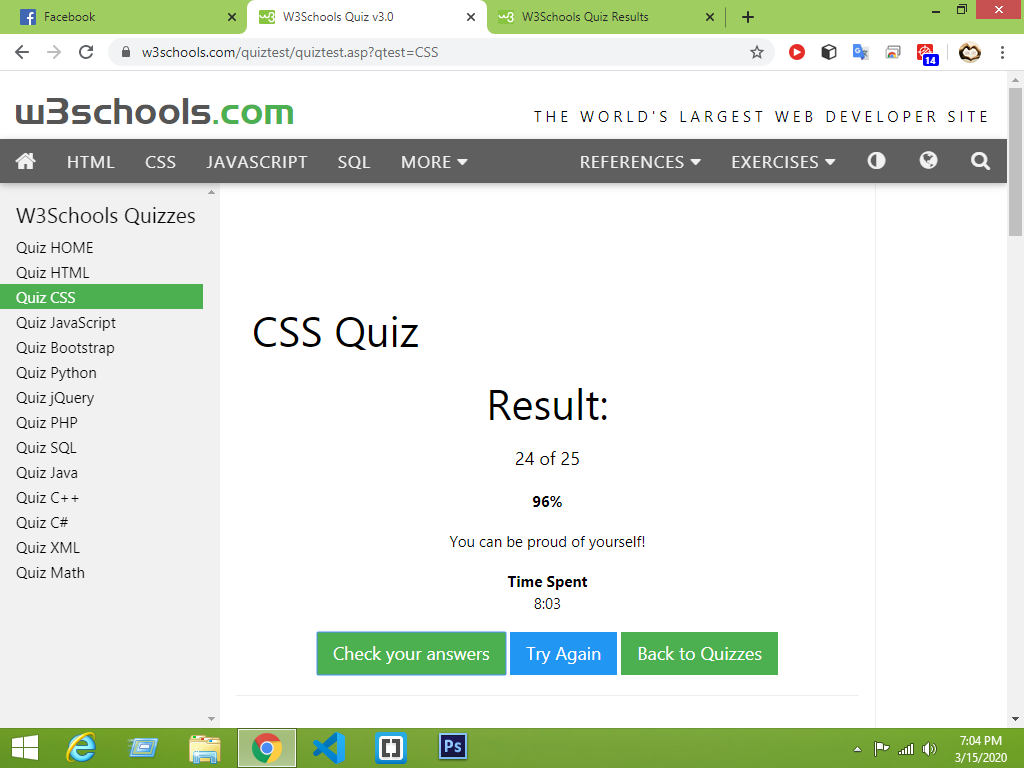 Facebook
W3Schools Quiz v3.0
W3Schools Quiz Results
w3schools.com/quiztest/quiztest.asp?qtest=CSS
14
w3schools.com
THE WORLD'S LARGEST WEB DEVELOPER SITE
HTML CSS JAVASCRIPT SQL MORE REFERENCES EXERCISES
W3Schools Quizzes
Quiz HOME
Quiz HTML
Quiz CSS
Quiz JavaScript
Quiz Bootstrap
Quiz Python
Quiz jQuery
Quiz PHP
Quiz SQL
Quiz Java
Quiz C++
Quiz C#
Quiz XML
Quiz Math
CSS Quiz
Result:
24 of 25
96%
You can be proud of yourself!
Time Spent
8:03
Check your answers Try Again Back to Quizzes
Ps
7:04 PM
3/15/2020